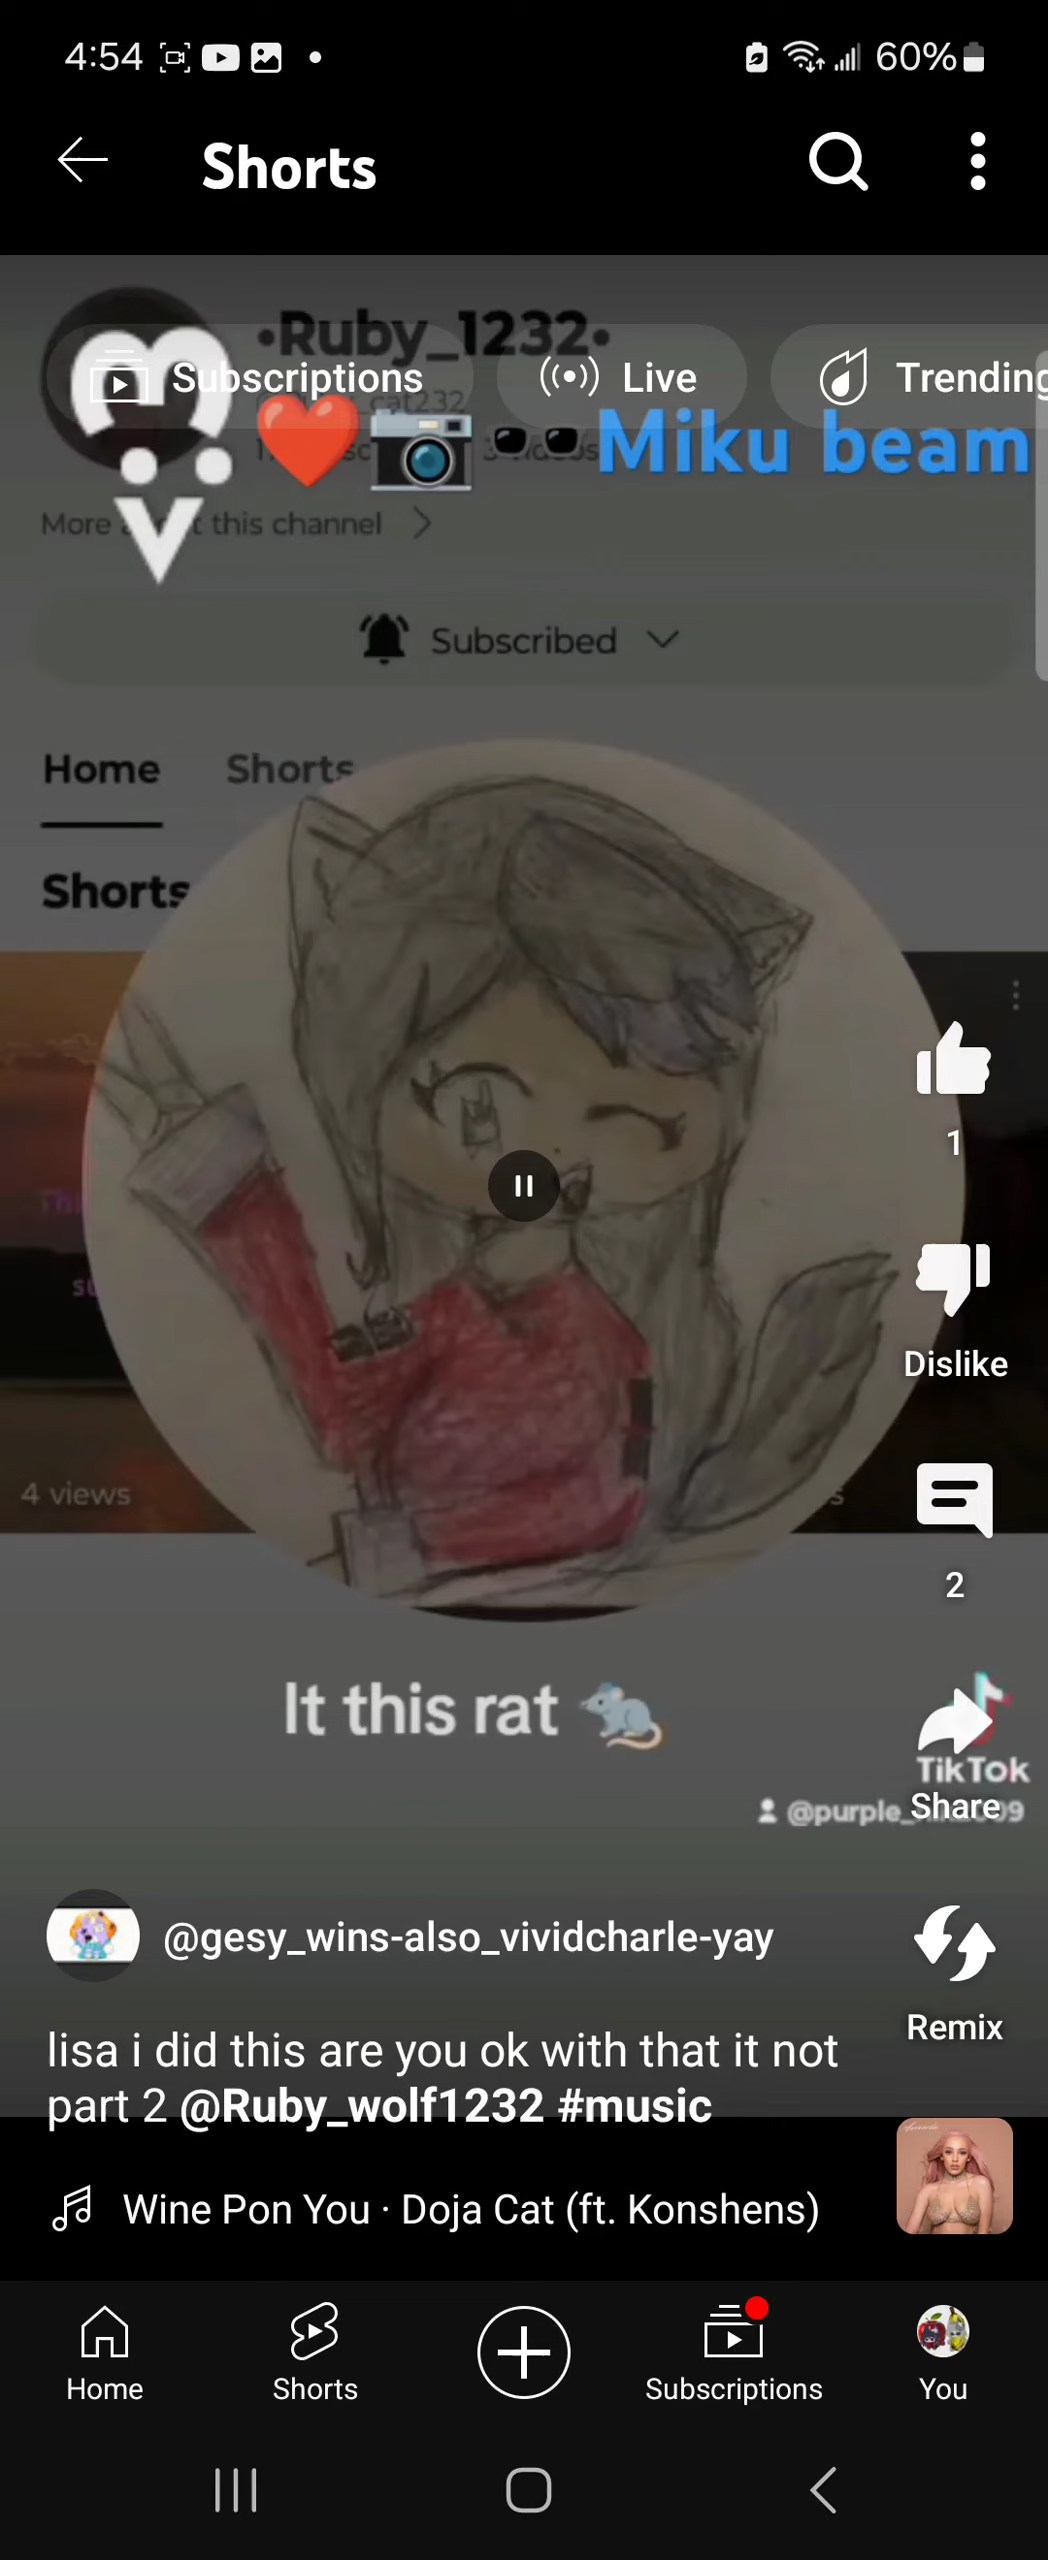 4:54
60%
Shorts
•Ruby_1232•
Subscriptions
Live
Trending
Miku beam
More this channel
Subscribed
Home
Shorts
Shorts
1
Dislike
4 views
2
It this rat 🐀
TikTok
Share
@gesy_wins-also_vividcharle-yay
Remix
lisa i did this are you ok with that it not
part 2 @Ruby_wolf1232 #music
Wine Pon You · Doja Cat (ft. Konshens)
Home
Shorts
Subscriptions
You